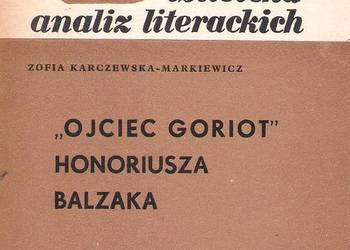 analiz literackich
ZOFIA KARCZEWSKA-MARKIEWICZ
„OJCIEC GORIOT”
HONORIUSZA
BALZAKA